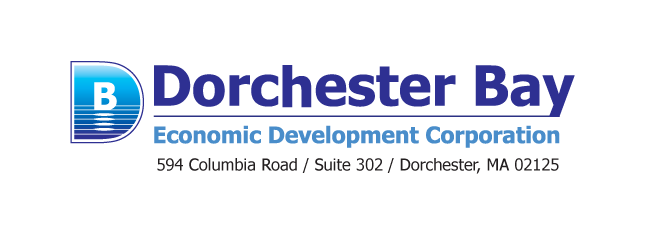 B
Dorchester Bay
Economic Development Corporation
594 Columbia Road / Suite 302 / Dorchester, MA 02125